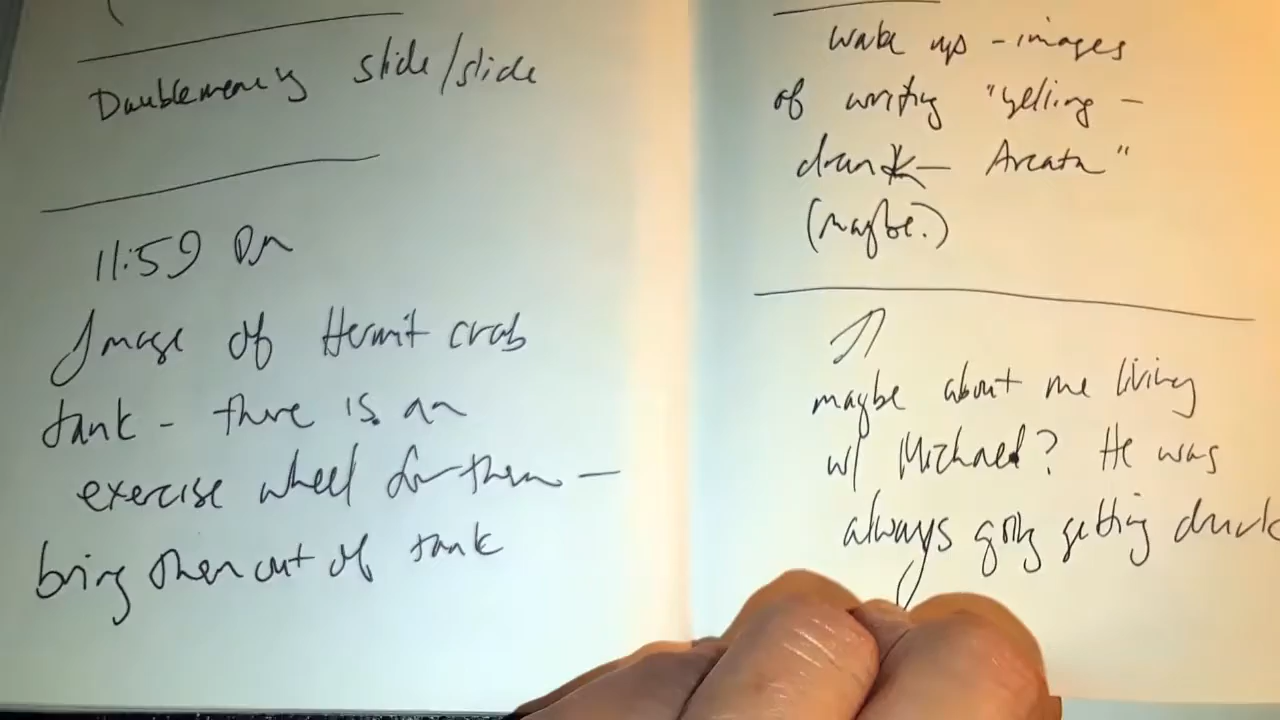 Doublemeny slide/slide
11:59 Pm
Image of Hermit crab
tank - there is an
exercise wheel for them —
bring them out of tank
wake up - images
of writing "yelling -
drunk - Arcata"
(maybe.)
maybe about me living
w/ Michael? He was
always going getting drunk